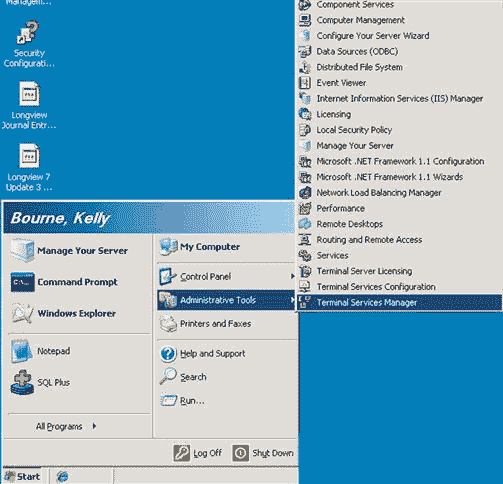 Managem...
Security
Configurati...
Longview
Journal Entr...
Longview 7
Update 3 ...
Component Services
Computer Management
Configure Your Server Wizard
Data Sources (ODBC)
Distributed File System
Event Viewer
Internet Information Services (IIS) Manager
Licensing
Local Security Policy
Manage Your Server
Microsoft .NET Framework 1.1 Configuration
Microsoft .NET Framework 1.1 Wizards
Network Load Balancing Manager
Performance
Remote Desktops
Routing and Remote Access
Services
Terminal Server Licensing
Terminal Services Configuration
Terminal Services Manager
Bourne, Kelly
Manage Your Server
Command Prompt
Windows Explorer
Notepad
SQL Plus
All Programs
My Computer
Control Panel
Administrative Tools
Printers and Faxes
Help and Support
Search
Run...
Log Off
Shut Down
Start